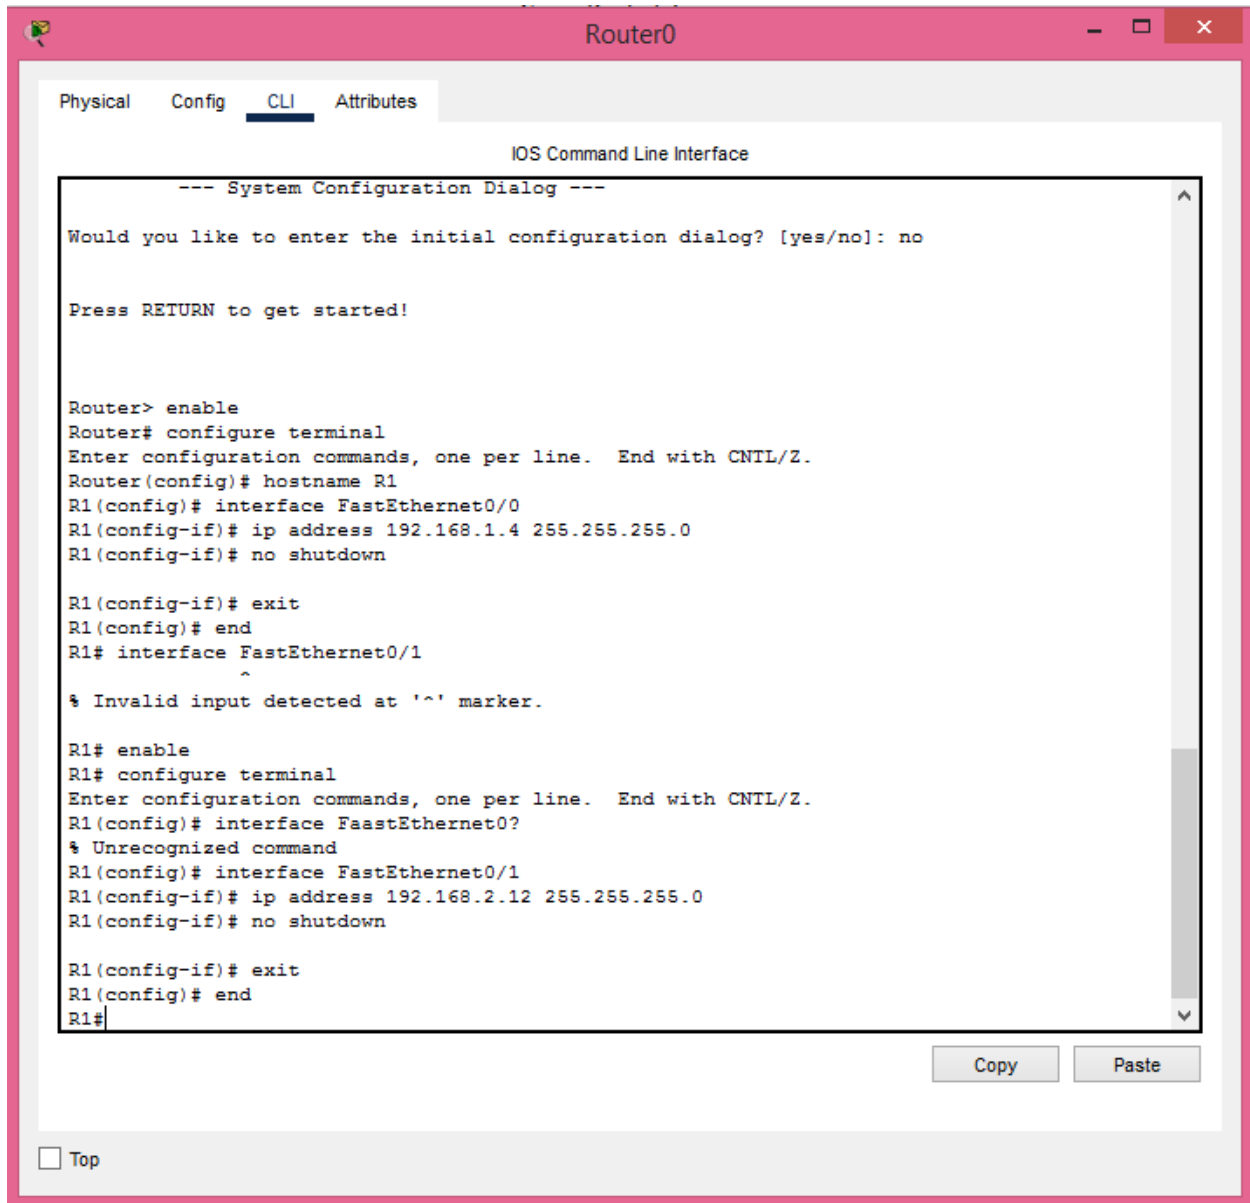 Router0
Physical Config CLI Attributes
IOS Command Line Interface
--- System Configuration Dialog ---
Would you like to enter the initial configuration dialog? [yes/no]: no
Press RETURN to get started!
Router> enable
Router# configure terminal
Enter configuration commands, one per line.  End with CNTL/Z.
Router(config)# hostname R1
R1(config)# interface FastEthernet0/0
R1(config-if)# ip address 192.168.1.4 255.255.255.0
R1(config-if)# no shutdown
R1(config-if)# exit
R1(config)# end
R1# interface FastEthernet0/1
^
% Invalid input detected at '^' marker.
R1# enable
R1# configure terminal
Enter configuration commands, one per line.  End with CNTL/Z.
R1(config)# interface FaastEthernet0?
% Unrecognized command
R1(config)# interface FastEthernet0/1
R1(config-if)# ip address 192.168.2.12 255.255.255.0
R1(config-if)# no shutdown
R1(config-if)# exit
R1(config)# end
R1#
Copy Paste
Top